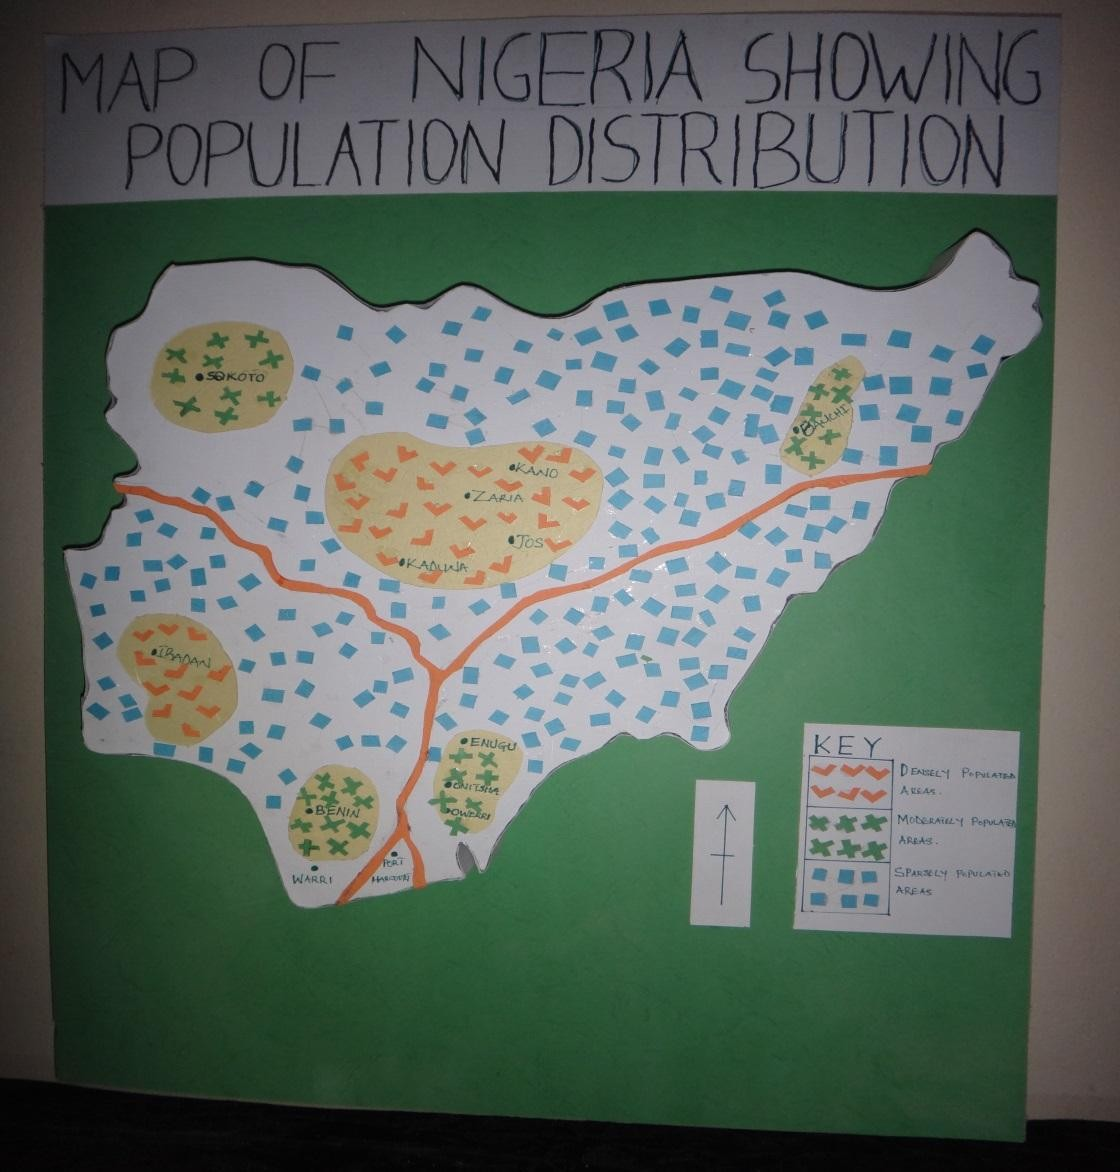 MAP OF NIGERIA SHOWING
POPULATION DISTRIBUTION
SOKOTO
BAUCHI
KANO
ZARIA
JOS
KADUNA
IBADAN
ENUGU
ONITSHA
OWERRI
BENIN
PORT
WARRI
KEY
DENSELY POPULATED
AREAS.
MODERATELY POPULATED
AREAS.
SPARSELY POPULATED
AREAS